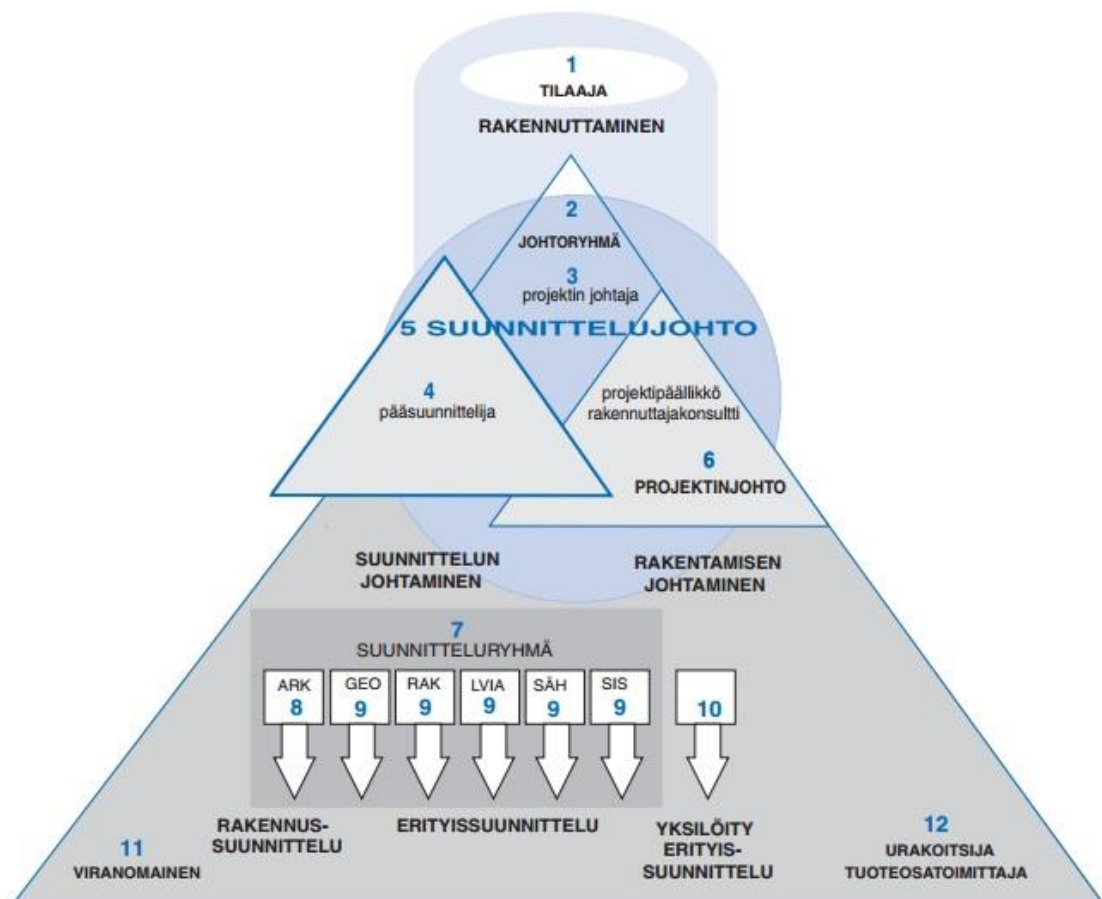 1
TILAAJA
RAKENNUTTAMINEN
2
JOHTORYHMÄ
3
projektin johtaja
5 SUUNNITTELUJOHTO
4
pääsuunnittelija
projektipäällikkö
rakennuttajakonsultti
6
PROJEKTINJOHTO
SUUNNITTELUN
JOHTAMINEN
RAKENTAMISEN
JOHTAMINEN
7
SUUNNITTELURYHMÄ
ARK GEO RAK LVIA SÄH SIS
8 9 9 9 9 9 10
RAKENNUS-
SUUNNITTELU
ERITYISSUUNNITTELU
YKSILÖITY
ERITYIS-
SUUNNITTELU
11
VIRANOMAINEN
12
URAKOITSIJA
TUOTEOSATOIMITTAJA